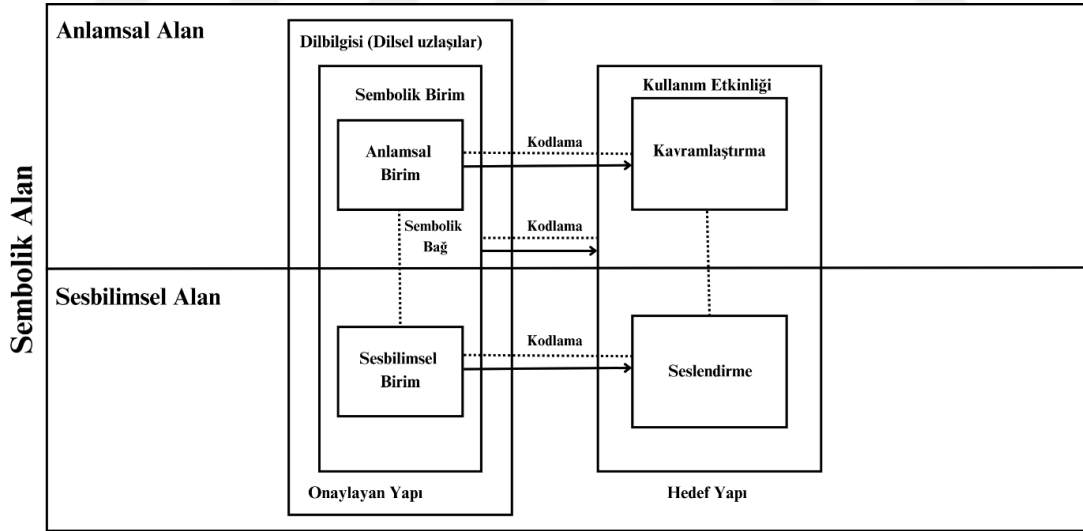 Sembolik Alan
Anlamsal Alan
Dilbilgisi (Dilsel uzlaşılar)
Sembolik Birim
Kullanım Etkinliği
Anlamsal
Birim
Kodlama
Kavramlaştırma
Sembolik
Bağ
Kodlama
Sesbilimsel Alan
Sesbilimsel
Birim
Kodlama
Seslendirme
Onaylayan Yapı
Hedef Yapı